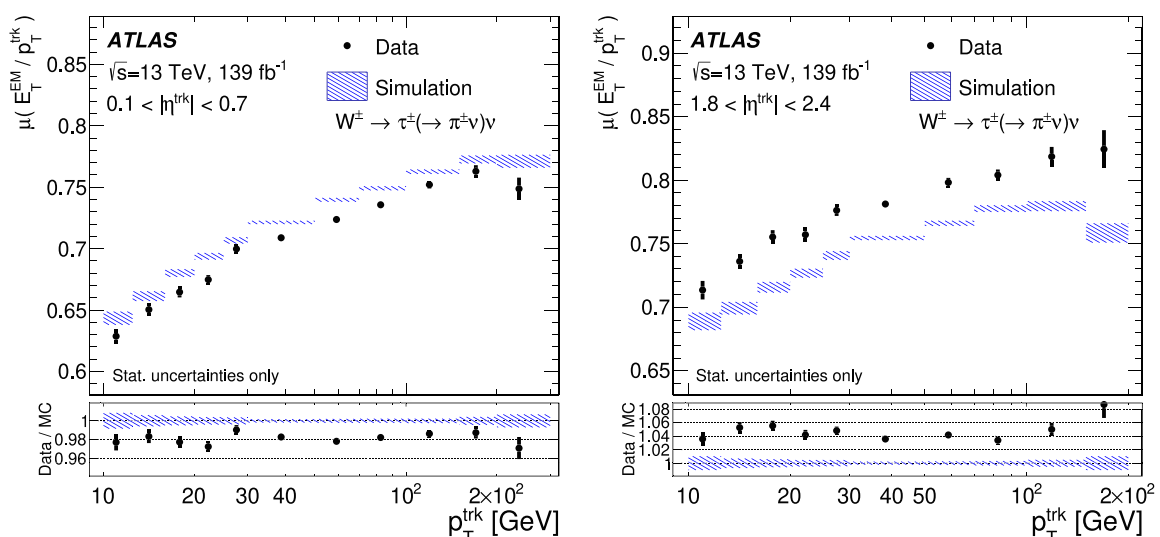 μ( E_T^EM / p_T^trk )
0.85
0.8
0.75
0.7
0.65
0.6
ATLAS
√s=13 TeV, 139 fb⁻¹
0.1 < |η^trk| < 0.7
Data
Simulation
W± → τ±(→ π±ν)ν
Stat. uncertainties only
Data / MC
1
0.98
0.96
10 20 30 40 10² 2×10²
p_T^trk [GeV]
μ( E_T^EM / p_T^trk )
0.9
0.85
0.8
0.75
0.7
0.65
ATLAS
√s=13 TeV, 139 fb⁻¹
1.8 < |η^trk| < 2.4
Data
Simulation
W± → τ±(→ π±ν)ν
Stat. uncertainties only
Data / MC
1.08
1.06
1.04
1.02
1
10 20 30 40 50 10² 2×10²
p_T^trk [GeV]